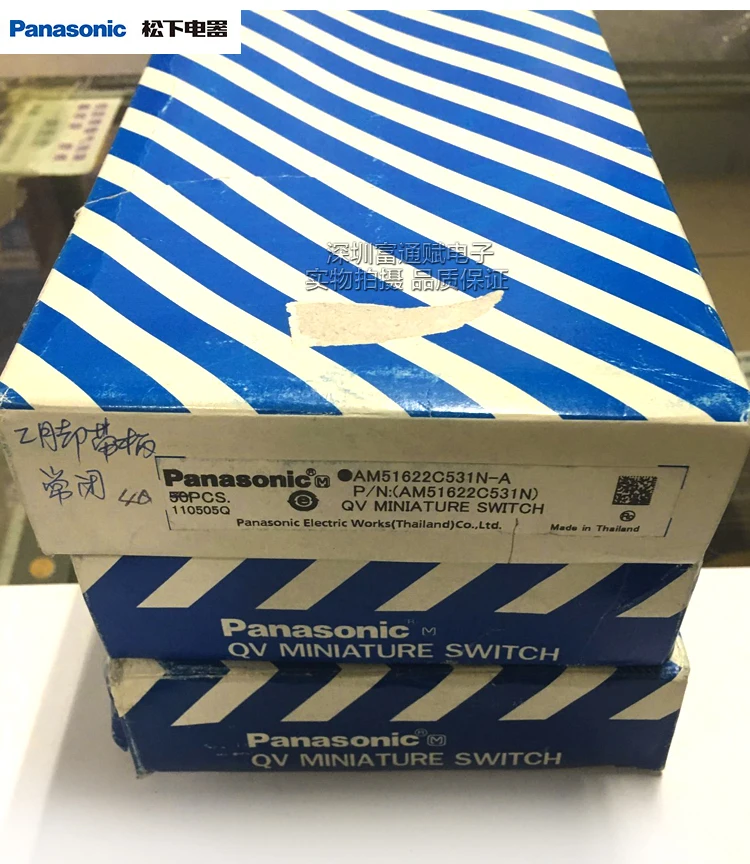 Panasonic 松下电器
深圳富通赋电子
实物拍摄 品质保证
2脚带板
常闭 40
Panasonic® M ●AM51622C531N-A
50PCS. P/N:(AM51622C531N)
110505Q e QV MINIATURE SWITCH
Panasonic Electric Works(Thailand)Co.,Ltd. Made in Thailand
Panasonic M
QV MINIATURE SWITCH
Panasonic® M
QV MINIATURE SWITCH